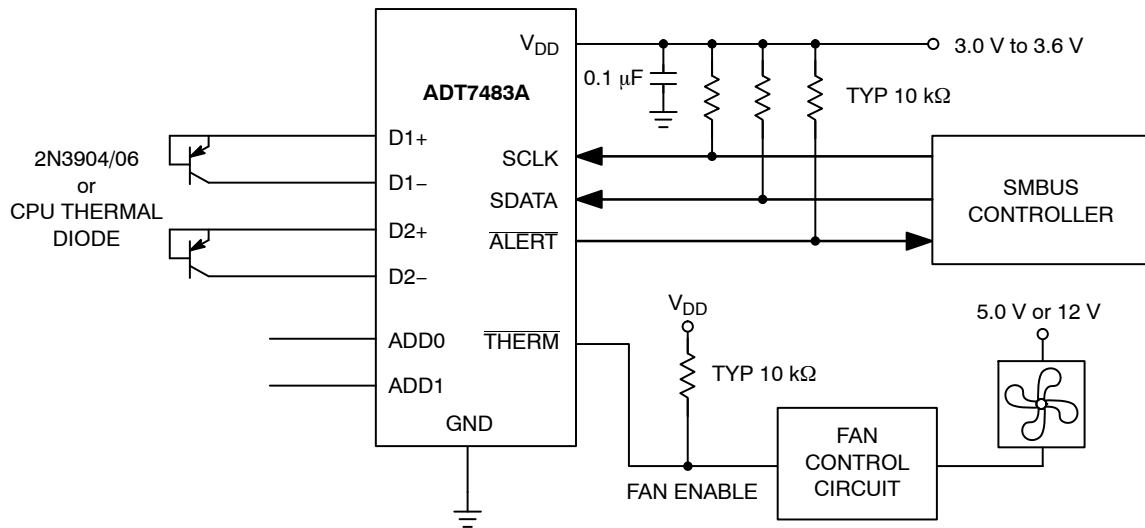 V_DD
3.0 V to 3.6 V
0.1 μF
TYP 10 kΩ
ADT7483A
2N3904/06
or
CPU THERMAL
DIODE
D1+
D1−
D2+
D2−
ADD0
ADD1
GND
SCLK
SDATA
ALERT
THERM
SMBUS
CONTROLLER
V_DD
TYP 10 kΩ
5.0 V or 12 V
FAN ENABLE
FAN
CONTROL
CIRCUIT